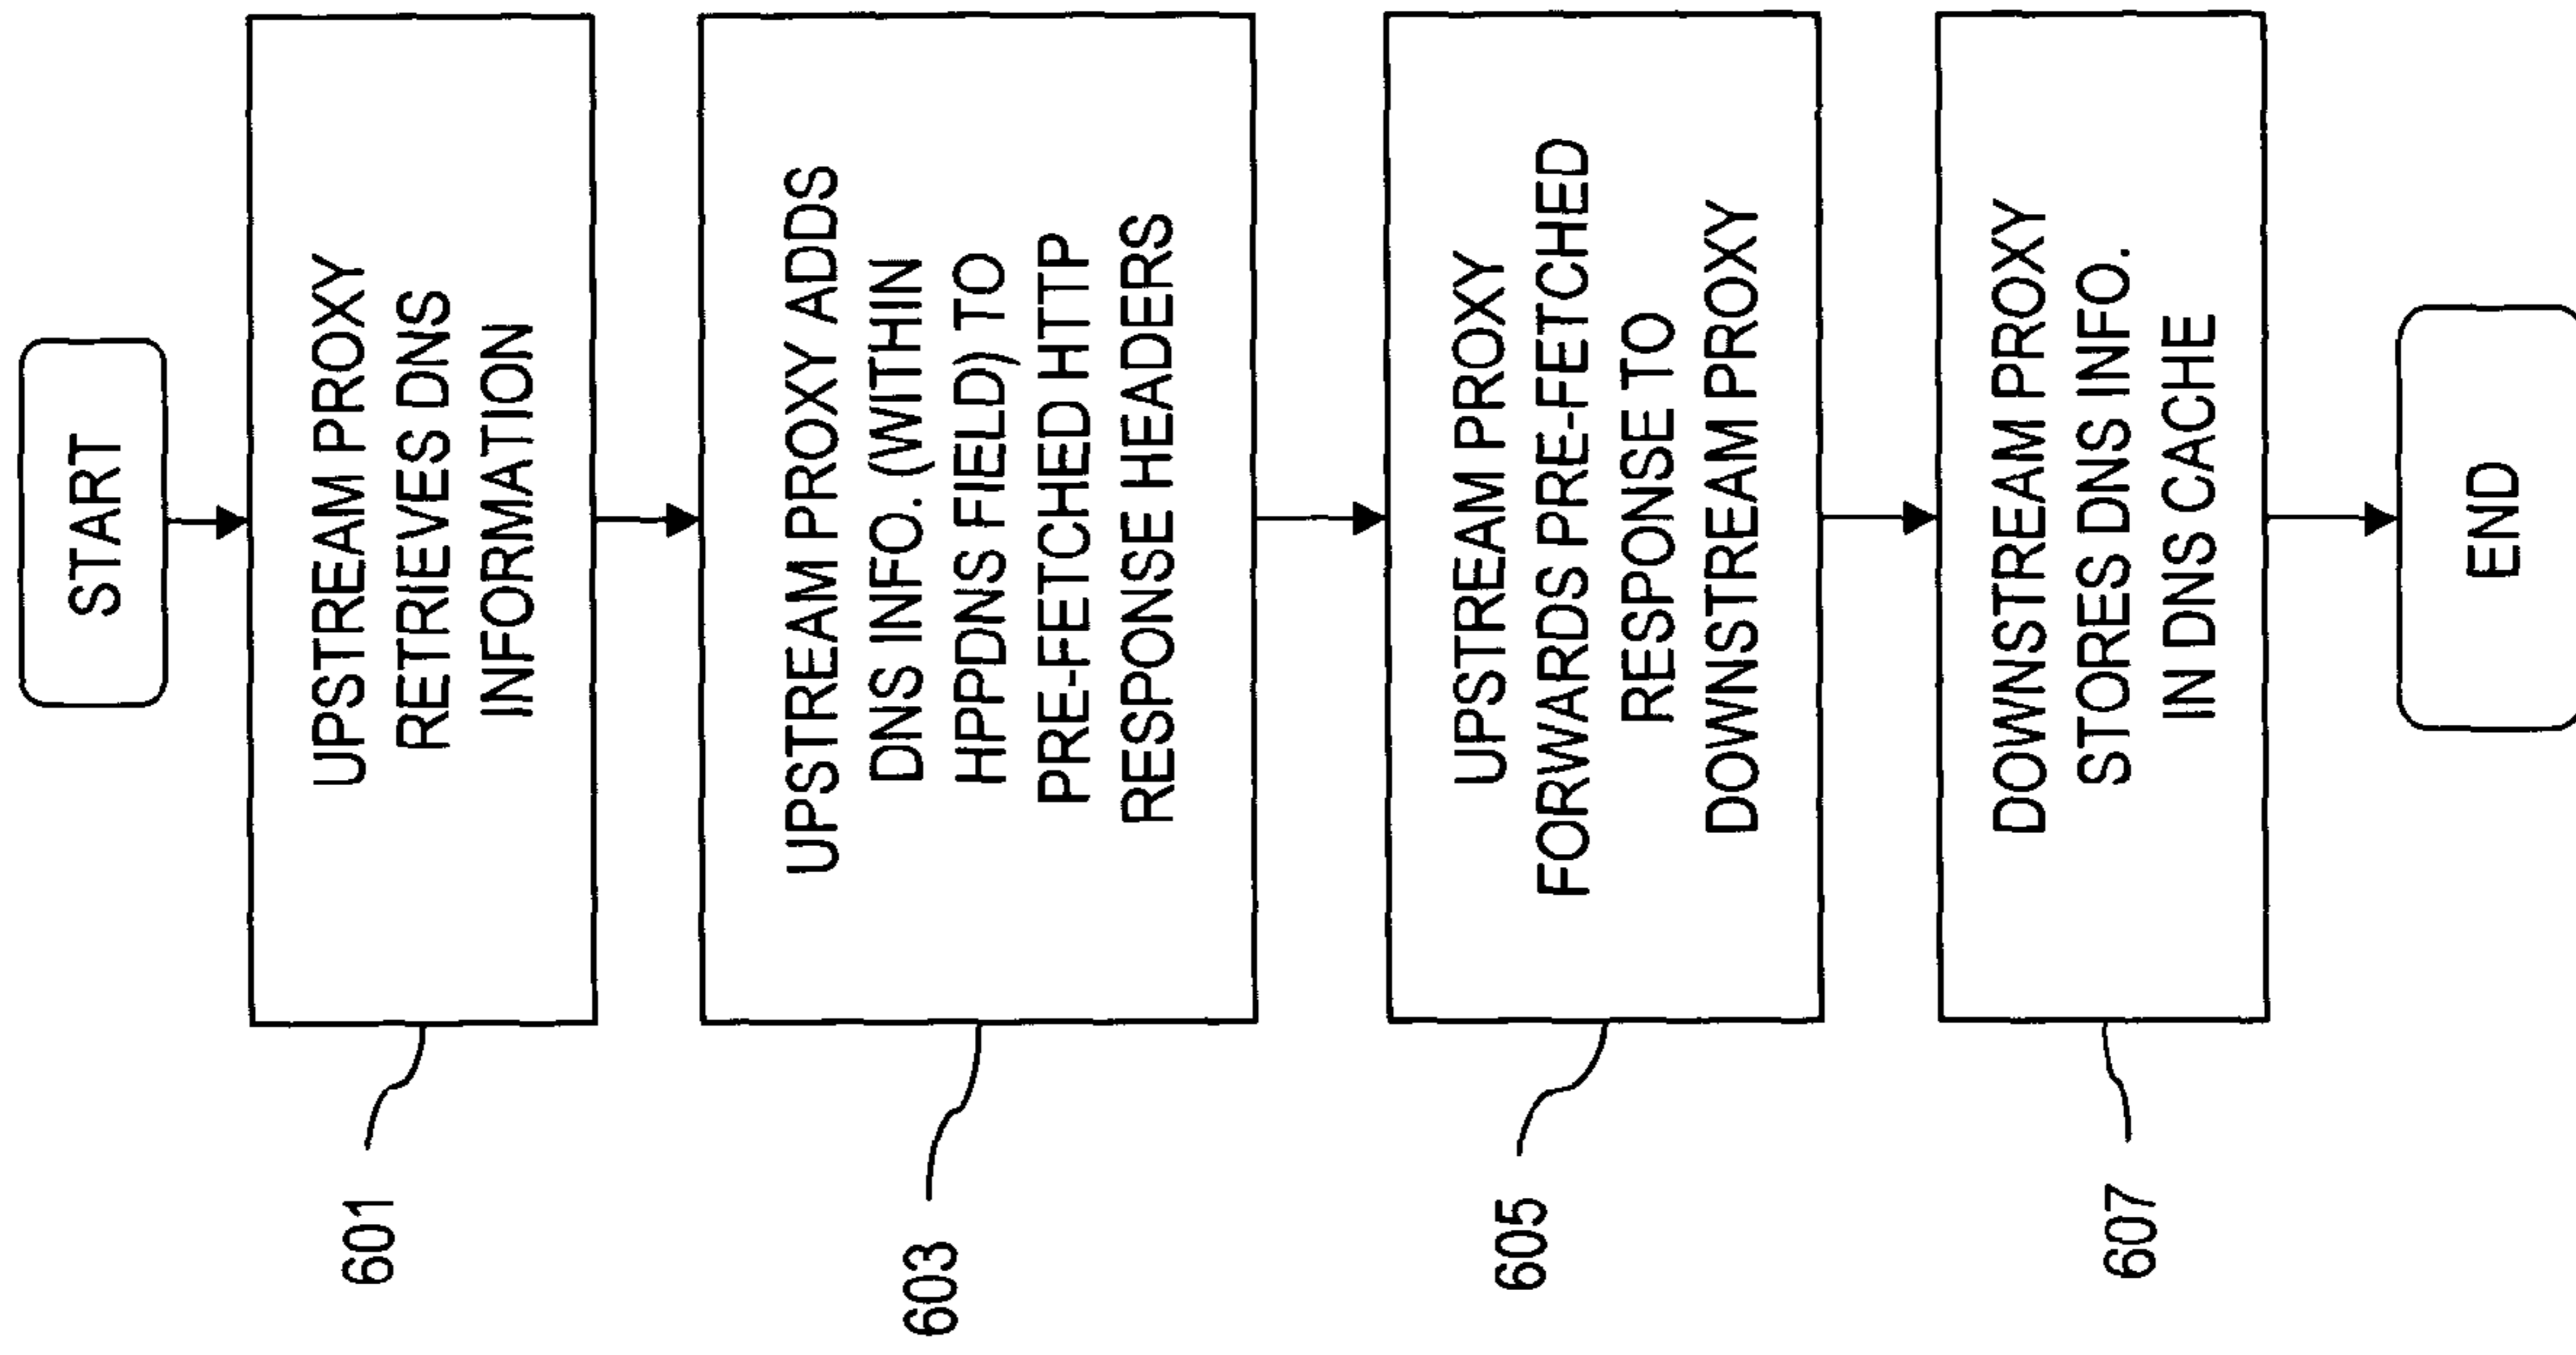 START
UPSTREAM PROXY
RETRIEVES DNS
INFORMATION
601
UPSTREAM PROXY ADDS
DNS INFO. (WITHIN
HPPDNS FIELD) TO
PRE-FETCHED HTTP
RESPONSE HEADERS
603
UPSTREAM PROXY
FORWARDS PRE-FETCHED
RESPONSE TO
DOWNSTREAM PROXY
605
DOWNSTREAM PROXY
STORES DNS INFO.
IN DNS CACHE
607
END